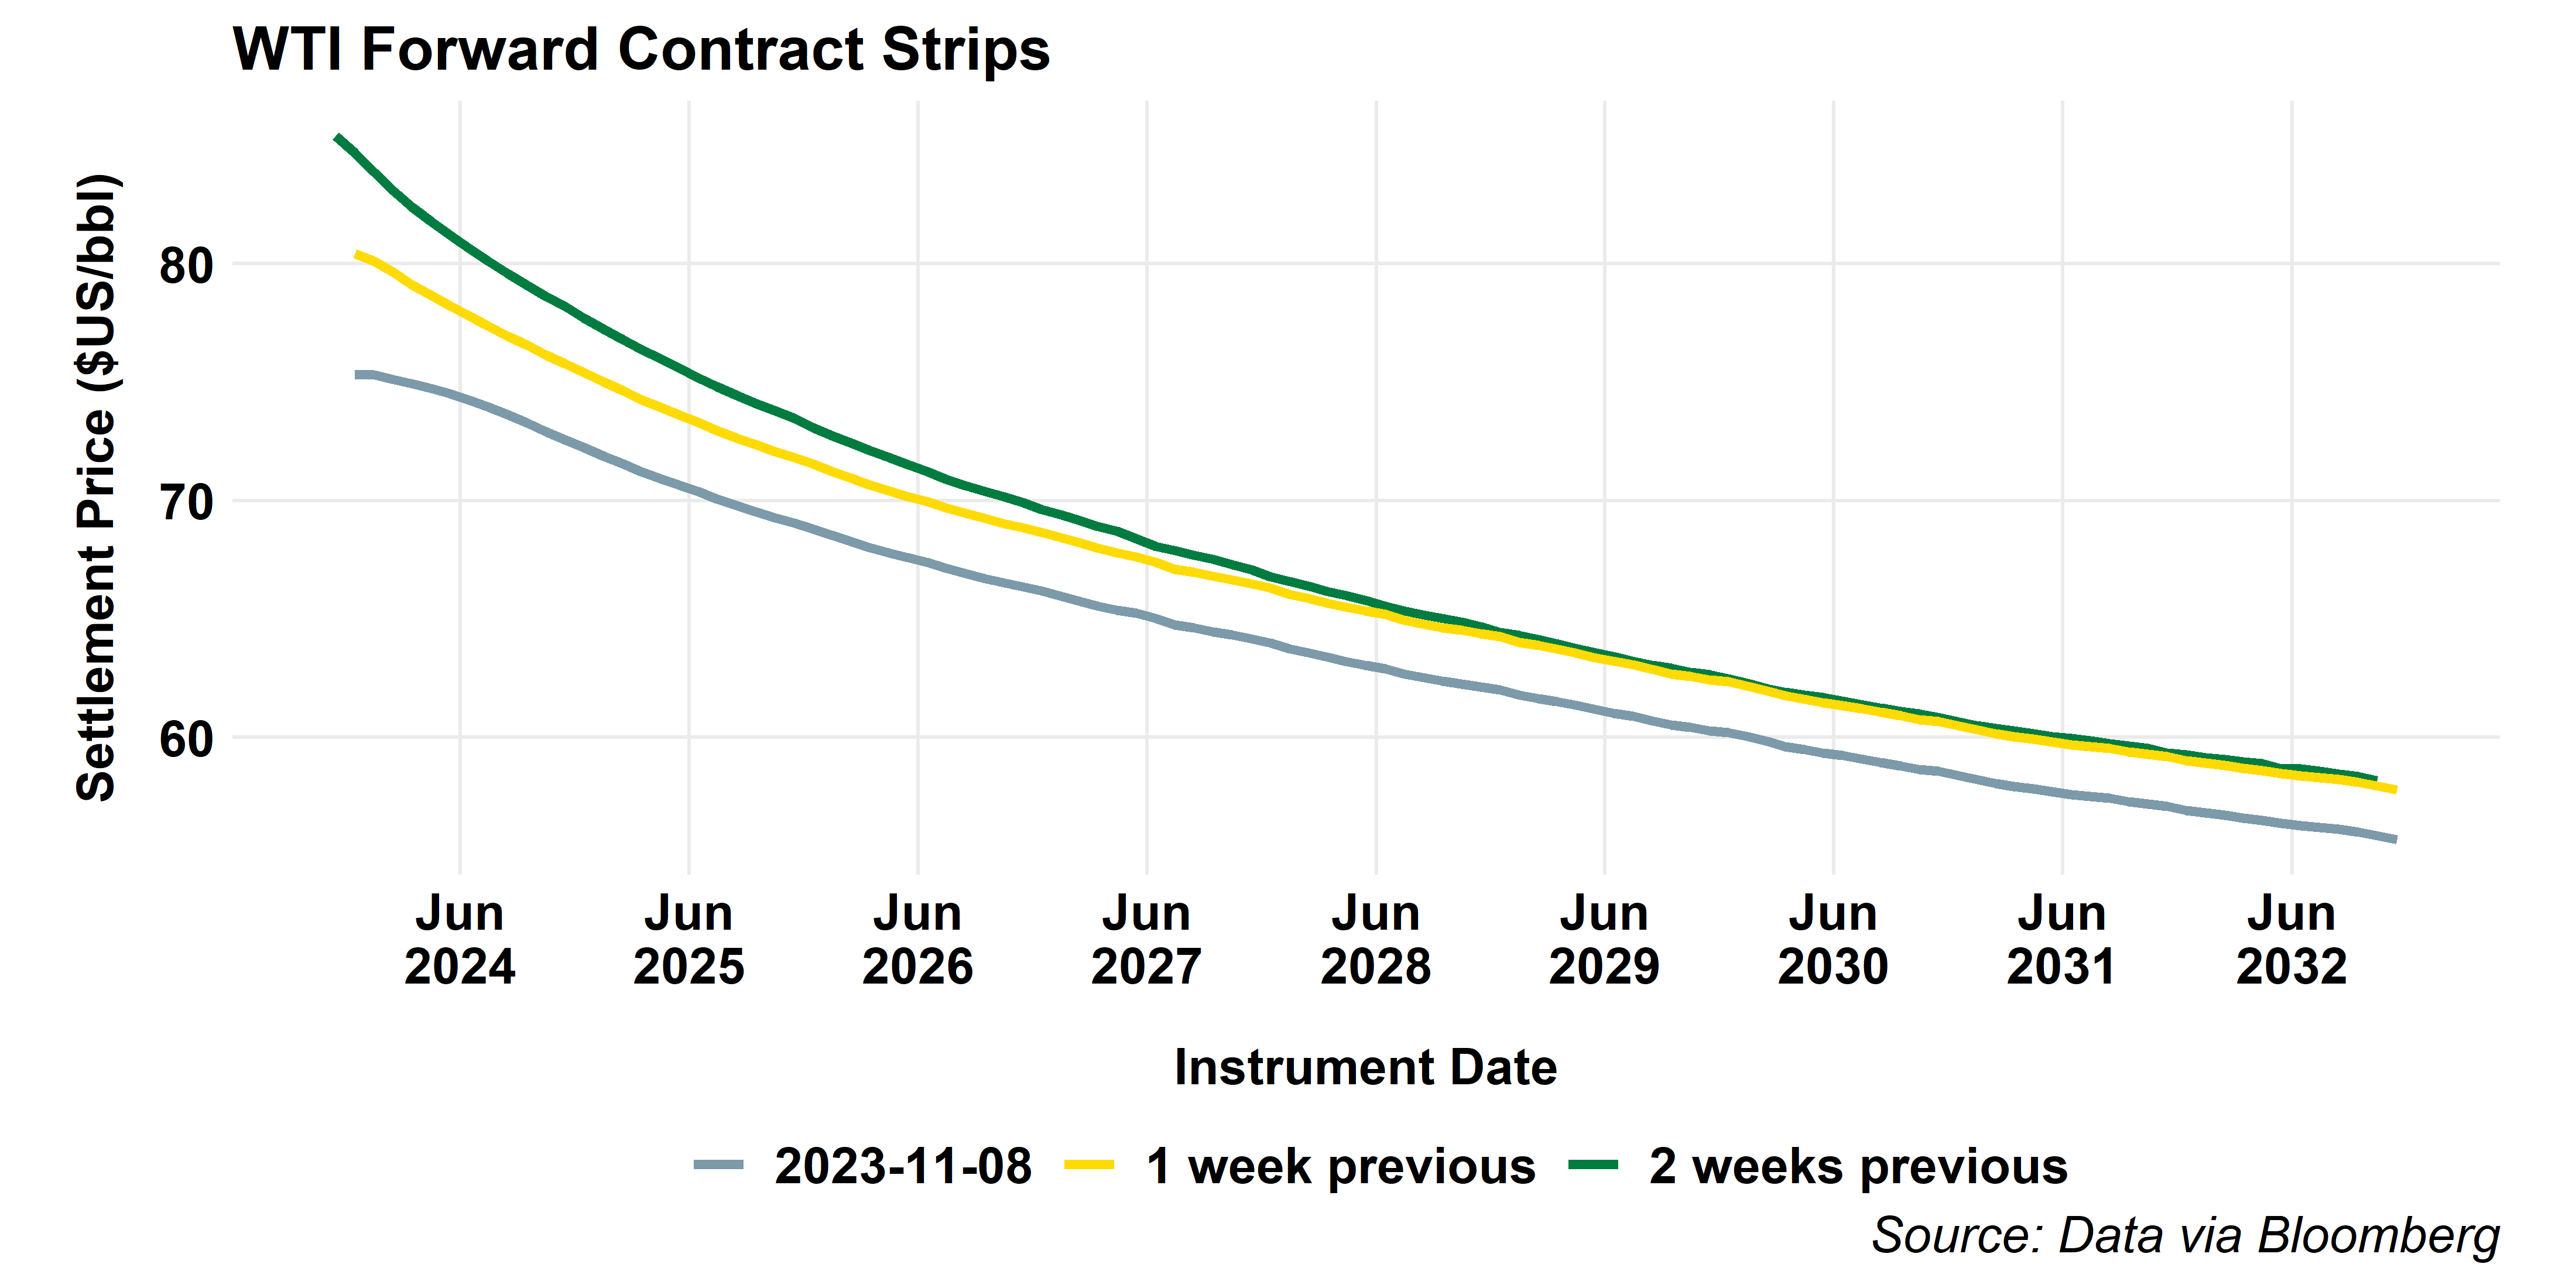 WTI Forward Contract Strips
Settlement Price ($US/bbl)
80
70
60
Jun 2024
Jun 2025
Jun 2026
Jun 2027
Jun 2028
Jun 2029
Jun 2030
Jun 2031
Jun 2032
Instrument Date
2023-11-08 1 week previous 2 weeks previous
Source: Data via Bloomberg